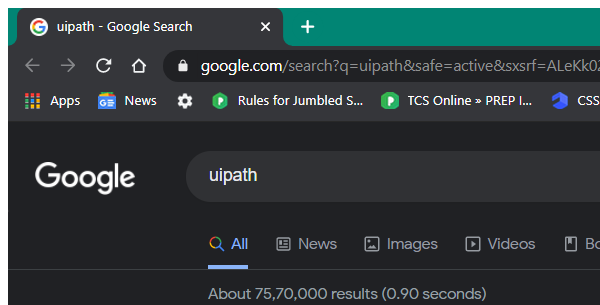 uipath - Google Search
google.com/search?q=uipath&safe=active&sxsrf=ALeKk02
Apps News Rules for Jumbled S... TCS Online » PREP I... CSS
Google uipath
All News Images Videos Bo
About 75,70,000 results (0.90 seconds)